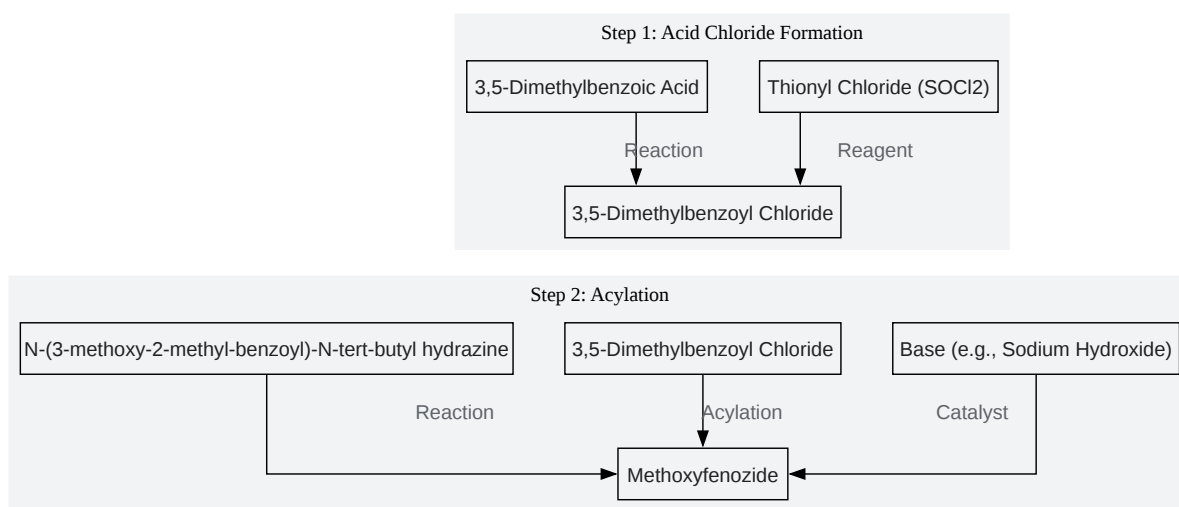 Step 1: Acid Chloride Formation
3,5-Dimethylbenzoic Acid
Thionyl Chloride (SOCl2)
Reaction
Reagent
3,5-Dimethylbenzoyl Chloride
Step 2: Acylation
N-(3-methoxy-2-methyl-benzoyl)-N-tert-butyl hydrazine
3,5-Dimethylbenzoyl Chloride
Base (e.g., Sodium Hydroxide)
Reaction
Acylation
Catalyst
Methoxyfenozide